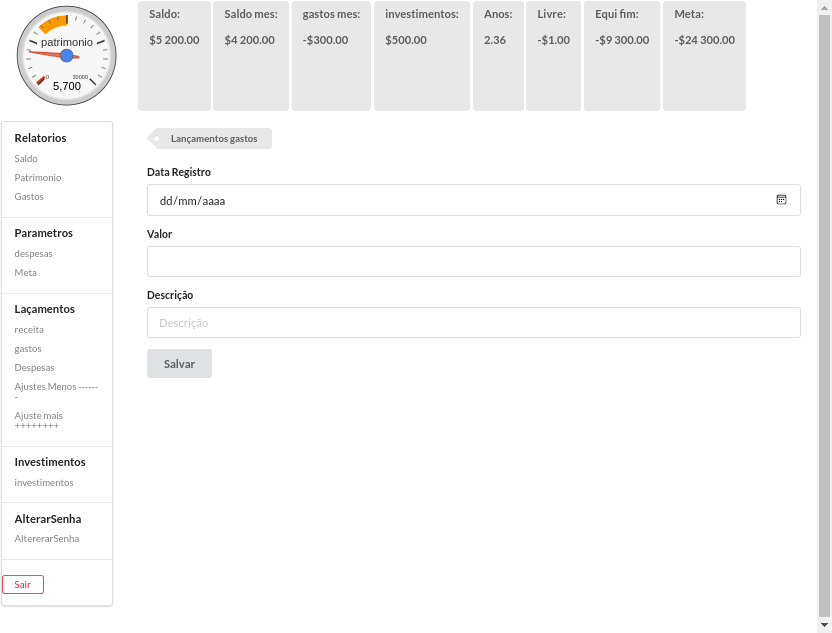 patrimonio
0
30000
5,700
Saldo:
$5 200.00
Saldo mes:
$4 200.00
gastos mes:
-$300.00
investimentos:
$500.00
Anos:
2.36
Livre:
-$1.00
Equi fim:
-$9 300.00
Meta:
-$24 300.00
Relatorios
Saldo
Patrimonio
Gastos
Parametros
despesas
Meta
Laçamentos
receita
gastos
Despesas
Ajustes Menos ------
-
Ajuste mais
++++++++
Investimentos
investimentos
AlterarSenha
AltererarSenha
Sair
Lançamentos gastos
Data Registro
dd/mm/aaaa
Valor
Descrição
Descrição
Salvar